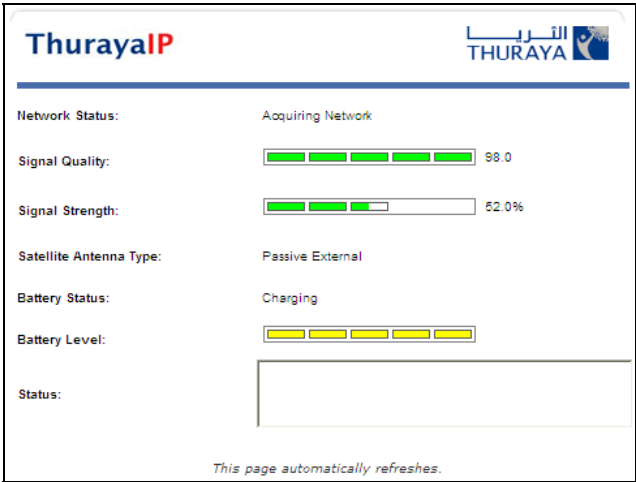 ThurayaIP
الثريا
THURAYA
Network Status: Acquiring Network
Signal Quality: 98.0
Signal Strength: 52.0%
Satellite Antenna Type: Passive External
Battery Status: Charging
Battery Level:
Status:
This page automatically refreshes.